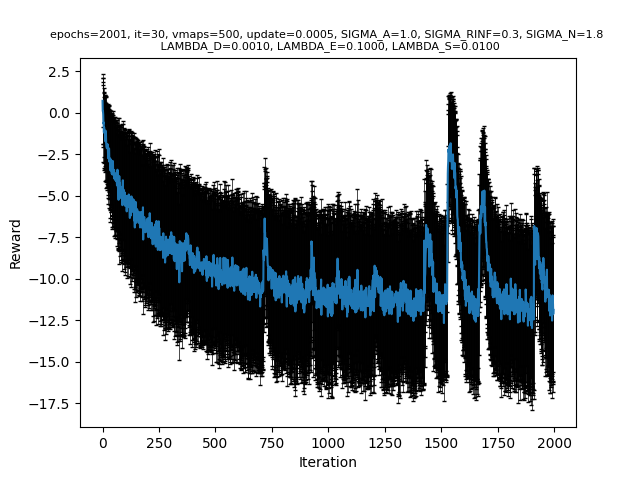 epochs=2001, it=30, vmaps=500, update=0.0005, SIGMA_A=1.0, SIGMA_RINF=0.3, SIGMA_N=1.8
LAMBDA_D=0.0010, LAMBDA_E=0.1000, LAMBDA_S=0.0100
2.5
0.0
−2.5
−5.0
−7.5
−10.0
−12.5
−15.0
−17.5
Reward
0 250 500 750 1000 1250 1500 1750 2000
Iteration